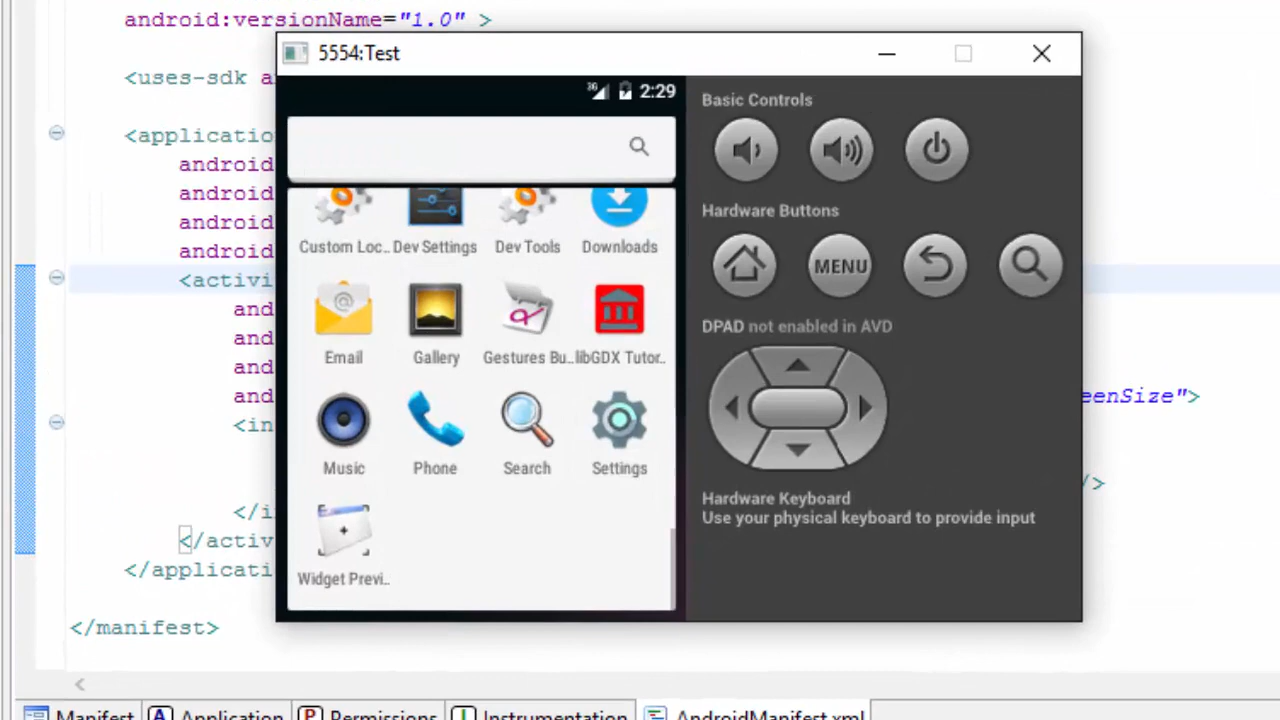 android:versionName="1.0" >
5554:Test
<uses-sdk a
3G 2:29
Basic Controls
<application
android
android
android
android
Hardware Buttons
Custom Loc.. Dev Settings Dev Tools Downloads
MENU
<activi
and
and
and
and
eenSize">
DPAD not enabled in AVD
Email Gallery Gestures Bu.. libGDX Tutor..
<in
Music Phone Search Settings
/>
Hardware Keyboard
Use your physical keyboard to provide input
</i
</activ
</applicati
Widget Previ..
</manifest>
Manifest A Application P Permissions I Instrumentation AndroidManifest.xml